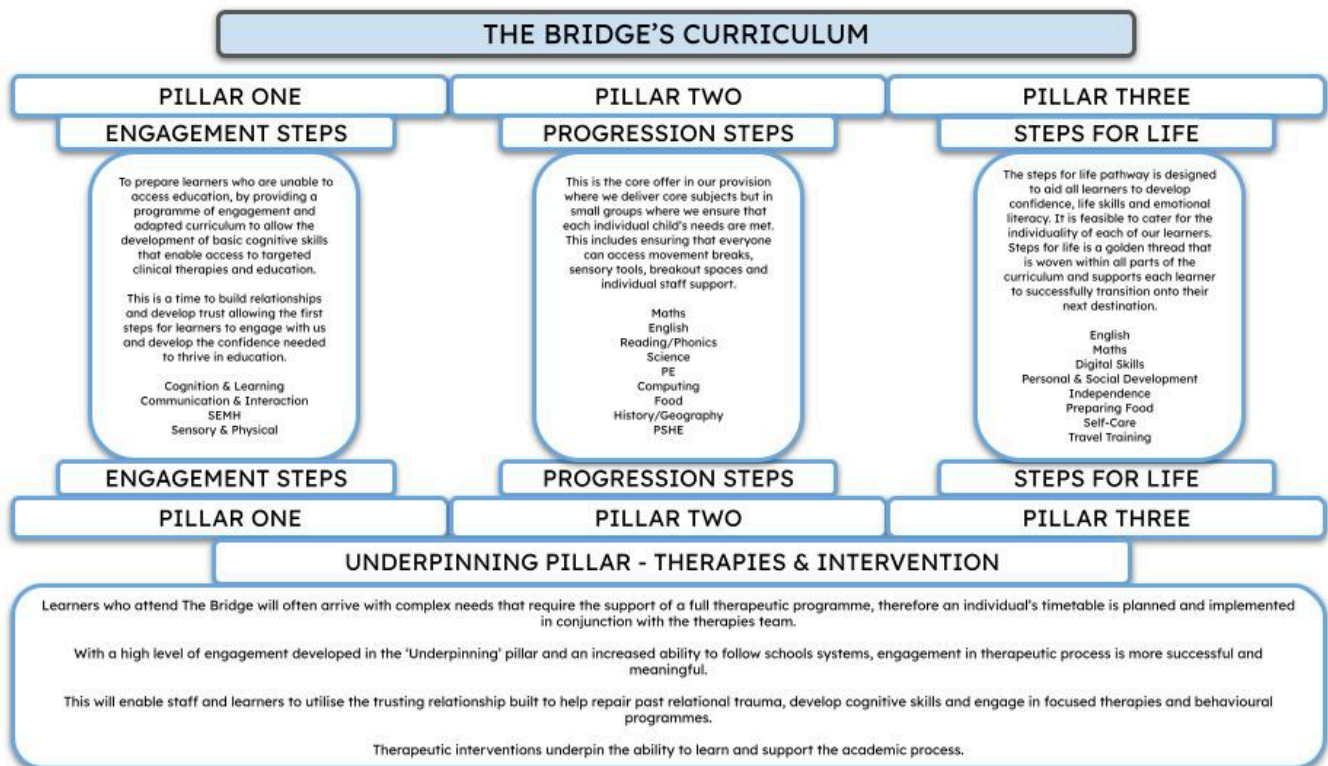 THE BRIDGE'S CURRICULUM
PILLAR ONE
ENGAGEMENT STEPS
To prepare learners who are unable to
access education, by providing a
programme of engagement and
adapted curriculum to allow the
development of basic cognitive skills
that enable access to targeted
clinical therapies and education.
This is a time to build relationships
and develop trust allowing the first
steps for learners to engage with us
and develop the confidence needed
to thrive in education.
Cognition & Learning
Communication & Interaction
SEMH
Sensory & Physical
ENGAGEMENT STEPS
PILLAR ONE
PILLAR TWO
PROGRESSION STEPS
This is the core offer in our provision
where we deliver core subjects but in
small groups where we ensure that
each individual child's needs are met.
This includes ensuring that everyone
can access movement breaks,
sensory tools, breakout spaces and
individual staff support.
Maths
English
Reading/Phonics
Science
PE
Computing
Food
History/Geography
PSHE
PROGRESSION STEPS
PILLAR TWO
PILLAR THREE
STEPS FOR LIFE
The steps for life pathway is designed
to aid all learners to develop
confidence, life skills and emotional
literacy. It is feasible to cater for the
individuality of each of our learners.
Steps for life is a golden thread that
is woven within all parts of the
curriculum and supports each learner
to successfully transition onto their
next destination.
English
Maths
Digital Skills
Personal & Social Development
Independence
Preparing Food
Self-Care
Travel Training
STEPS FOR LIFE
PILLAR THREE
UNDERPINNING PILLAR - THERAPIES & INTERVENTION
Learners who attend The Bridge will often arrive with complex needs that require the support of a full therapeutic programme, therefore an individual's timetable is planned and implemented
in conjunction with the therapies team.
With a high level of engagement developed in the 'Underpinning' pillar and an increased ability to follow schools systems, engagement in therapeutic process is more successful and
meaningful.
This will enable staff and learners to utilise the trusting relationship built to help repair past relational trauma, develop cognitive skills and engage in focused therapies and behavioural
programmes.
Therapeutic interventions underpin the ability to learn and support the academic process.